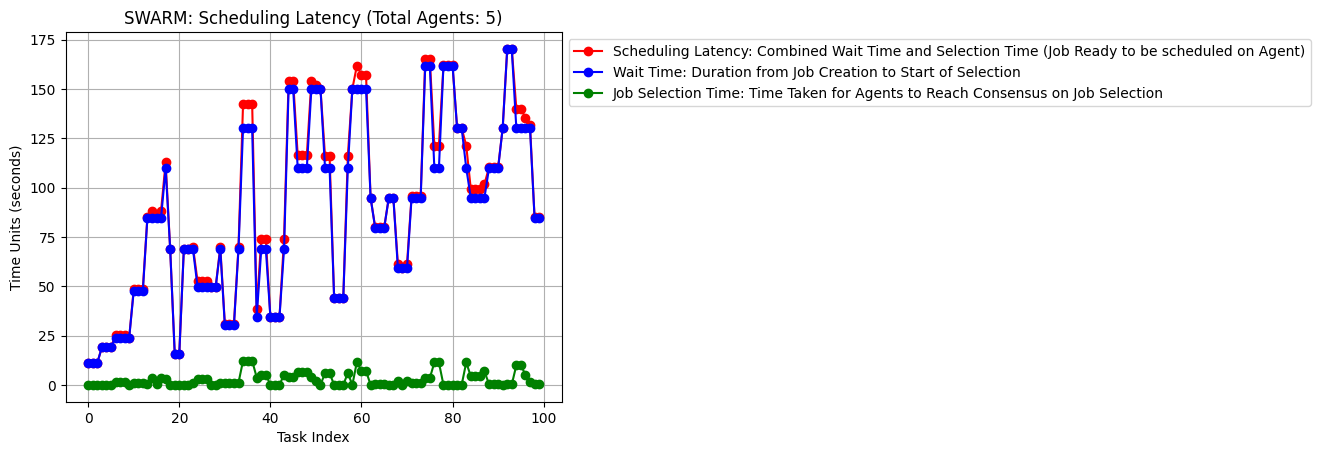 SWARM: Scheduling Latency (Total Agents: 5)
Scheduling Latency: Combined Wait Time and Selection Time (Job Ready to be scheduled on Agent)
Wait Time: Duration from Job Creation to Start of Selection
Job Selection Time: Time Taken for Agents to Reach Consensus on Job Selection
Time Units (seconds)
175
150
125
100
75
50
25
0
0 20 40 60 80 100
Task Index